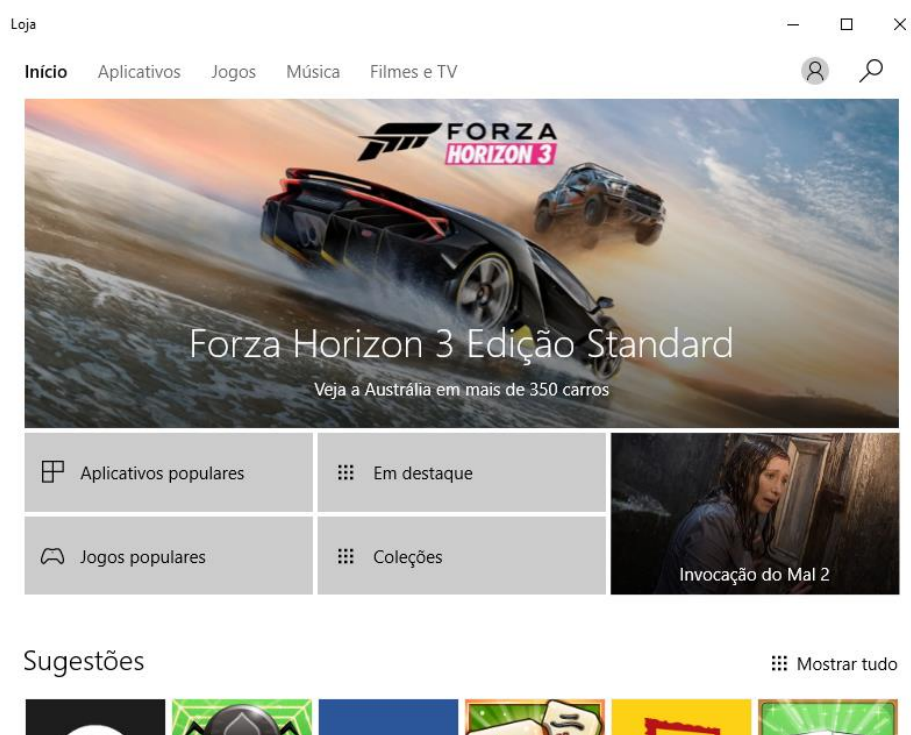 Loja
Início Aplicativos Jogos Música Filmes e TV
FORZA
HORIZON 3
Forza Horizon 3 Edição Standard
Veja a Austrália em mais de 350 carros
Aplicativos populares
Em destaque
Jogos populares
Coleções
Invocação do Mal 2
Sugestões
Mostrar tudo